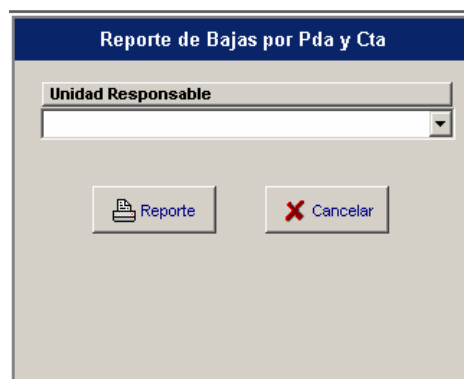 Reporte de Bajas por Pda y Cta
Unidad Responsable
Reporte
Cancelar